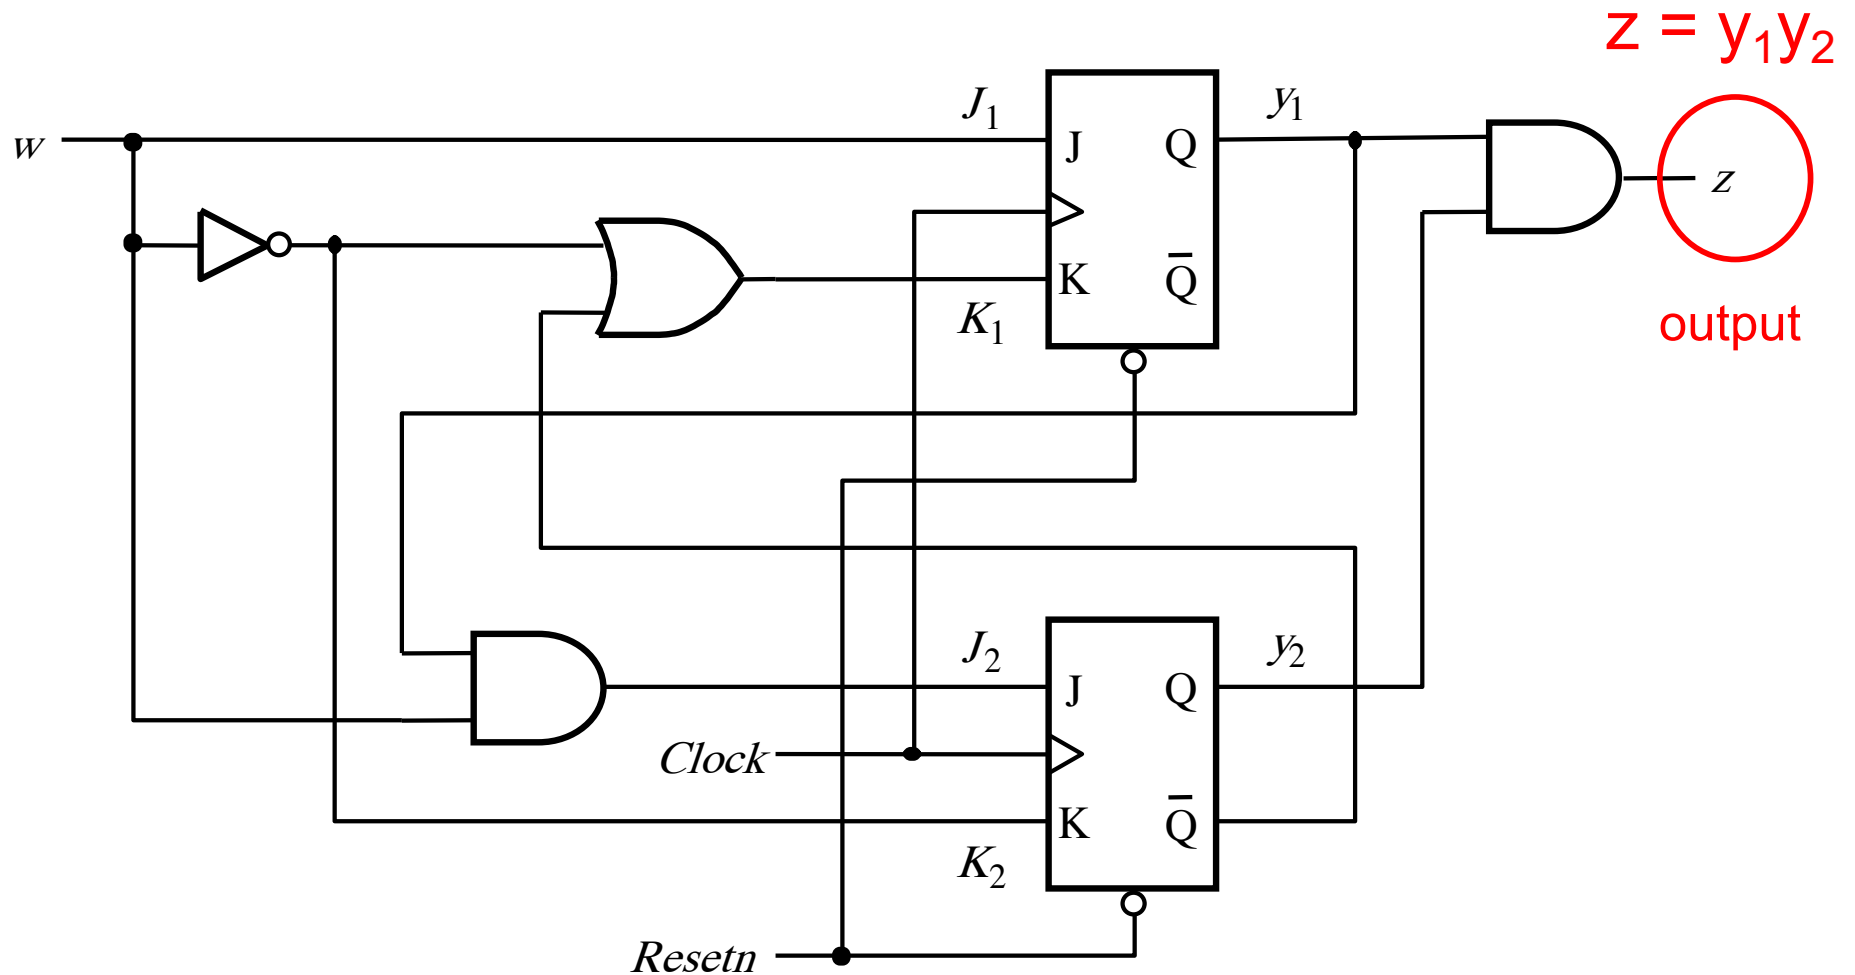 z = y₁y₂
J₁
y₁
w
J
Q
z
K
Q̅
K₁
output
J₂
y₂
J
Q
Clock
K
Q̅
K₂
Resetn